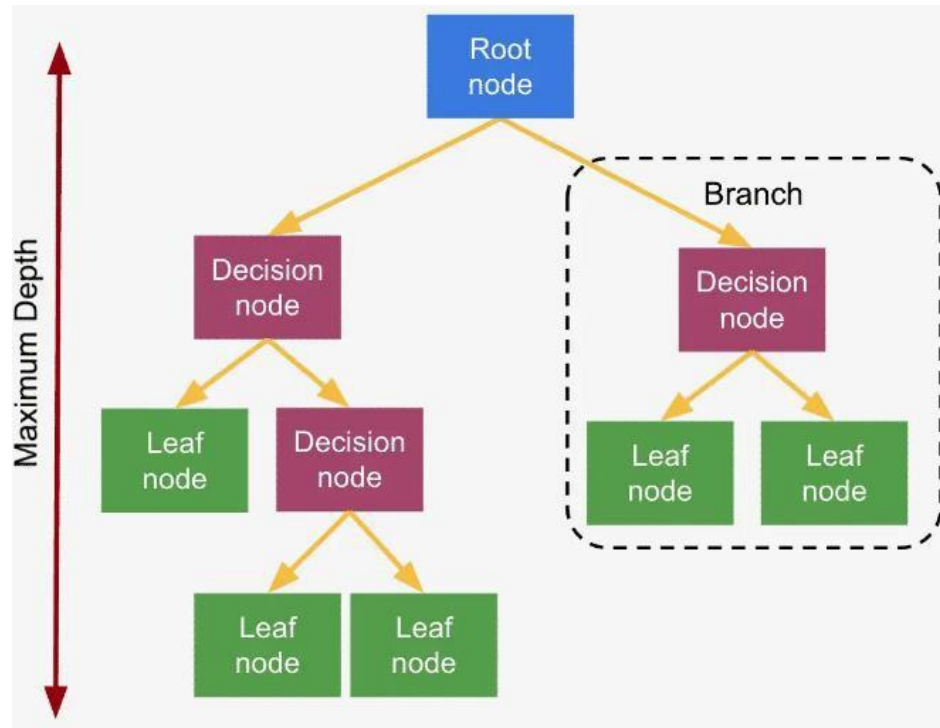 Root
node
Branch
Maximum Depth
Decision
node
Decision
node
Leaf
node
Decision
node
Leaf
node
Leaf
node
Leaf
node
Leaf
node